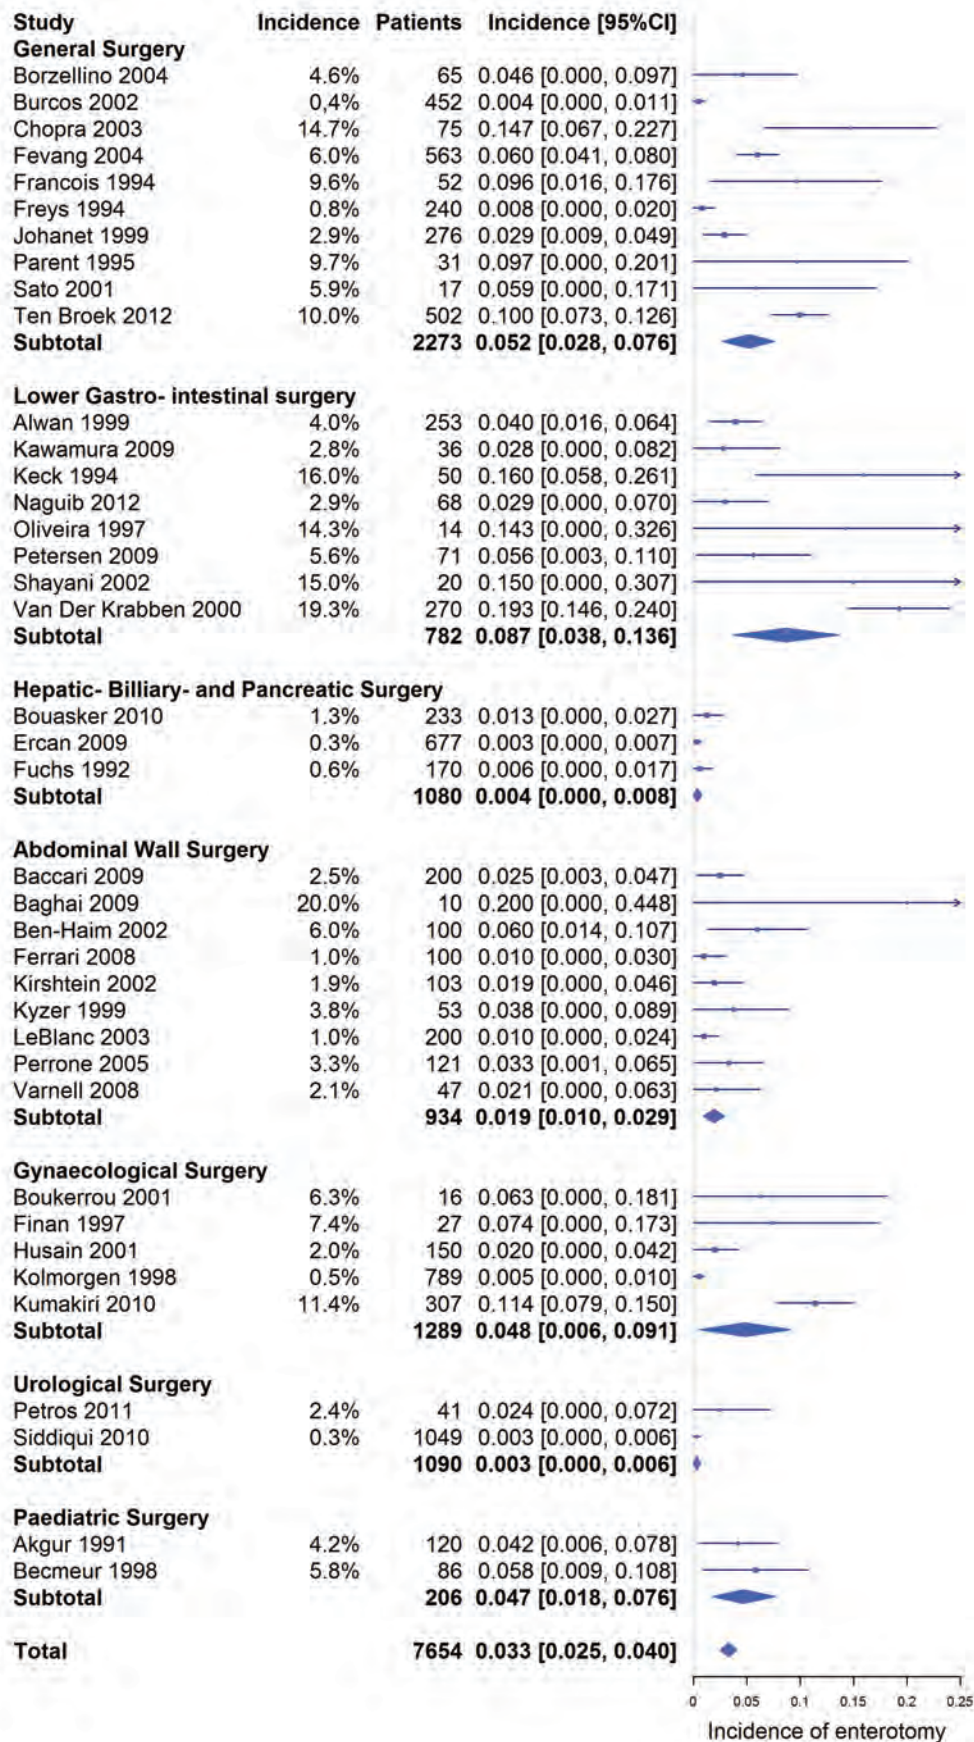 Study Incidence Patients Incidence [95%CI]
General Surgery
Borzellino 2004 4.6% 65 0.046 [0.000, 0.097]
Burcos 2002 0,4% 452 0.004 [0.000, 0.011]
Chopra 2003 14.7% 75 0.147 [0.067, 0.227]
Fevang 2004 6.0% 563 0.060 [0.041, 0.080]
Francois 1994 9.6% 52 0.096 [0.016, 0.176]
Freys 1994 0.8% 240 0.008 [0.000, 0.020]
Johanet 1999 2.9% 276 0.029 [0.009, 0.049]
Parent 1995 9.7% 31 0.097 [0.000, 0.201]
Sato 2001 5.9% 17 0.059 [0.000, 0.171]
Ten Broek 2012 10.0% 502 0.100 [0.073, 0.126]
Subtotal 2273 0.052 [0.028, 0.076]
Lower Gastro- intestinal surgery
Alwan 1999 4.0% 253 0.040 [0.016, 0.064]
Kawamura 2009 2.8% 36 0.028 [0.000, 0.082]
Keck 1994 16.0% 50 0.160 [0.058, 0.261]
Naguib 2012 2.9% 68 0.029 [0.000, 0.070]
Oliveira 1997 14.3% 14 0.143 [0.000, 0.326]
Petersen 2009 5.6% 71 0.056 [0.003, 0.110]
Shayani 2002 15.0% 20 0.150 [0.000, 0.307]
Van Der Krabben 2000 19.3% 270 0.193 [0.146, 0.240]
Subtotal 782 0.087 [0.038, 0.136]
Hepatic- Billiary- and Pancreatic Surgery
Bouasker 2010 1.3% 233 0.013 [0.000, 0.027]
Ercan 2009 0.3% 677 0.003 [0.000, 0.007]
Fuchs 1992 0.6% 170 0.006 [0.000, 0.017]
Subtotal 1080 0.004 [0.000, 0.008]
Abdominal Wall Surgery
Baccari 2009 2.5% 200 0.025 [0.003, 0.047]
Baghai 2009 20.0% 10 0.200 [0.000, 0.448]
Ben-Haim 2002 6.0% 100 0.060 [0.014, 0.107]
Ferrari 2008 1.0% 100 0.010 [0.000, 0.030]
Kirshtein 2002 1.9% 103 0.019 [0.000, 0.046]
Kyzer 1999 3.8% 53 0.038 [0.000, 0.089]
LeBlanc 2003 1.0% 200 0.010 [0.000, 0.024]
Perrone 2005 3.3% 121 0.033 [0.001, 0.065]
Varnell 2008 2.1% 47 0.021 [0.000, 0.063]
Subtotal 934 0.019 [0.010, 0.029]
Gynaecological Surgery
Boukerrou 2001 6.3% 16 0.063 [0.000, 0.181]
Finan 1997 7.4% 27 0.074 [0.000, 0.173]
Husain 2001 2.0% 150 0.020 [0.000, 0.042]
Kolmorgen 1998 0.5% 789 0.005 [0.000, 0.010]
Kumakiri 2010 11.4% 307 0.114 [0.079, 0.150]
Subtotal 1289 0.048 [0.006, 0.091]
Urological Surgery
Petros 2011 2.4% 41 0.024 [0.000, 0.072]
Siddiqui 2010 0.3% 1049 0.003 [0.000, 0.006]
Subtotal 1090 0.003 [0.000, 0.006]
Paediatric Surgery
Akgur 1991 4.2% 120 0.042 [0.006, 0.078]
Becmeur 1998 5.8% 86 0.058 [0.009, 0.108]
Subtotal 206 0.047 [0.018, 0.076]
Total 7654 0.033 [0.025, 0.040]
0 0.05 0.1 0.15 0.2 0.25
Incidence of enterotomy